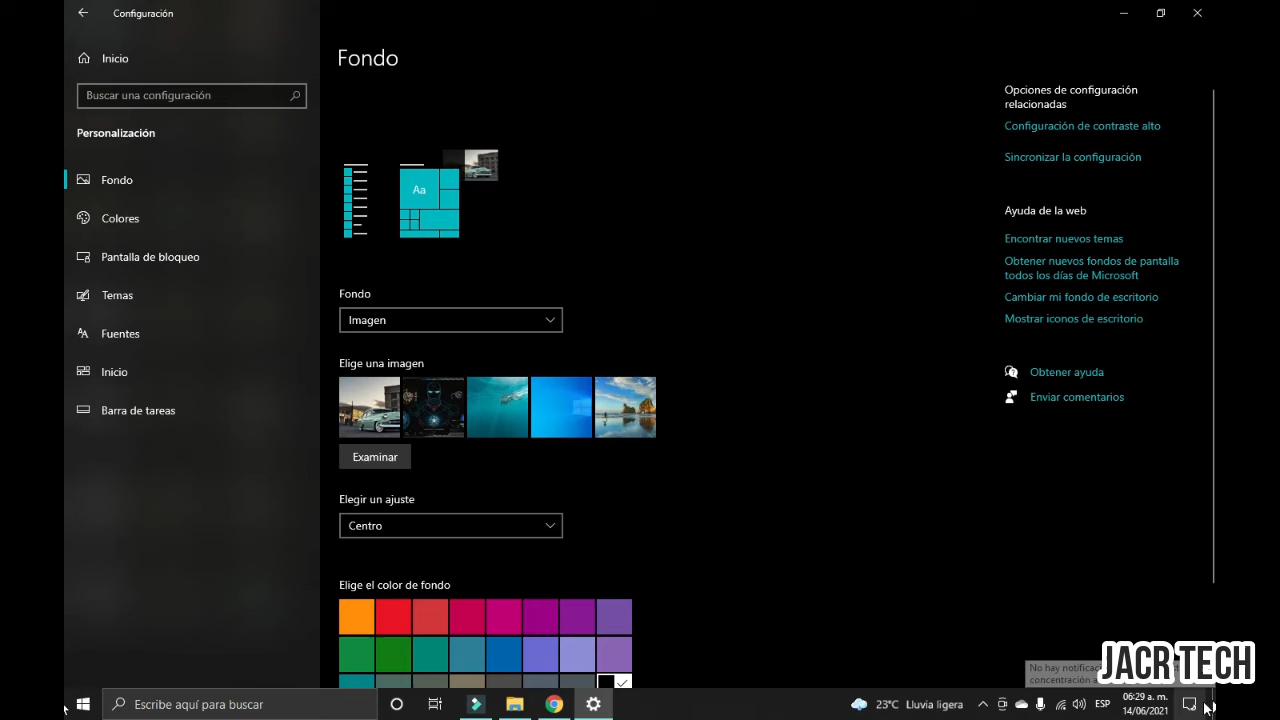 Configuración
Inicio
Buscar una configuración
Personalización
Fondo
Colores
Pantalla de bloqueo
Temas
Fuentes
Inicio
Barra de tareas
Fondo
Aa
Fondo
Imagen
Elige una imagen
Examinar
Elegir un ajuste
Centro
Elige el color de fondo
Opciones de configuración
relacionadas
Configuración de contraste alto
Sincronizar la configuración
Ayuda de la web
Encontrar nuevos temas
Obtener nuevos fondos de pantalla
todos los días de Microsoft
Cambiar mi fondo de escritorio
Mostrar iconos de escritorio
Obtener ayuda
Enviar comentarios
No hay
concentración
JACR TECH
Escribe aquí para buscar
23°C Lluvia ligera
ESP
06:29 a. m.
14/06/2021